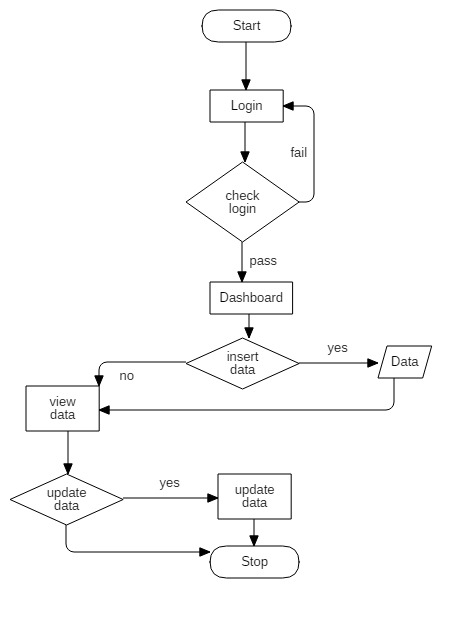 Start
Login
fail
check
login
pass
Dashboard
insert
data
yes
Data
no
view
data
update
data
yes
update
data
Stop